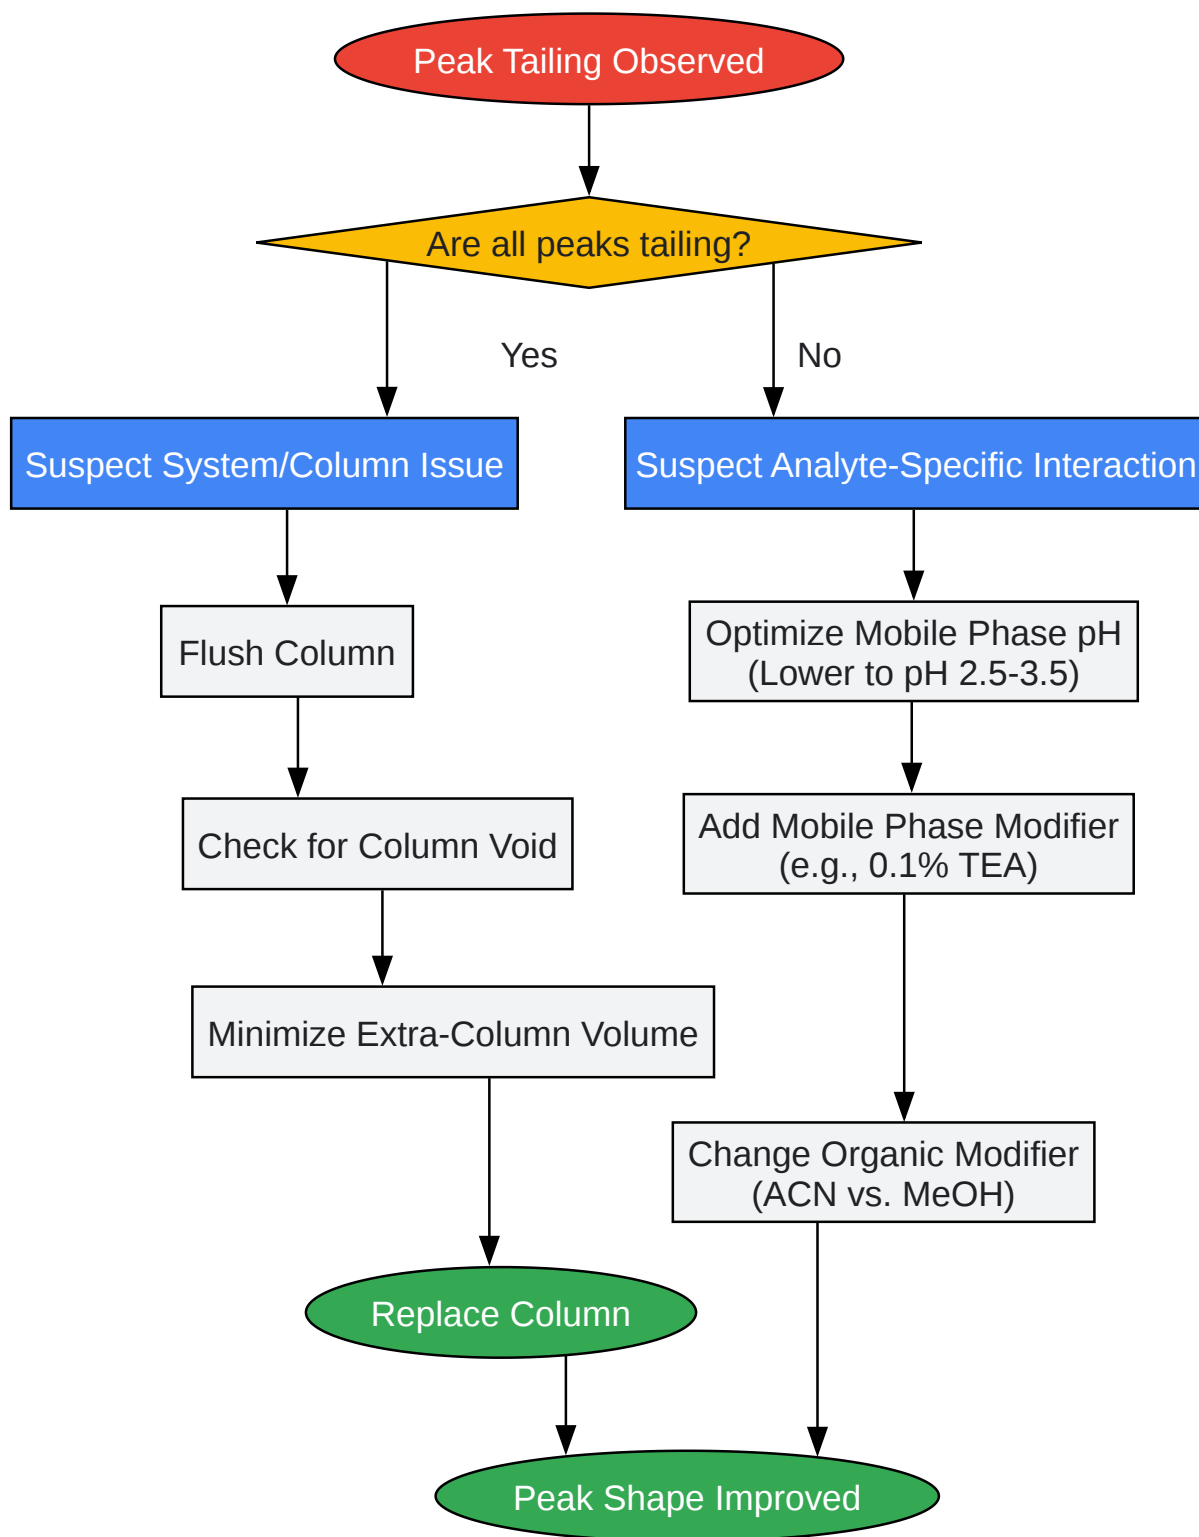 Peak Tailing Observed
Are all peaks tailing?
Yes
No
Suspect System/Column Issue
Suspect Analyte-Specific Interaction
Flush Column
Optimize Mobile Phase pH
(Lower to pH 2.5-3.5)
Check for Column Void
Add Mobile Phase Modifier
(e.g., 0.1% TEA)
Minimize Extra-Column Volume
Change Organic Modifier
(ACN vs. MeOH)
Replace Column
Peak Shape Improved